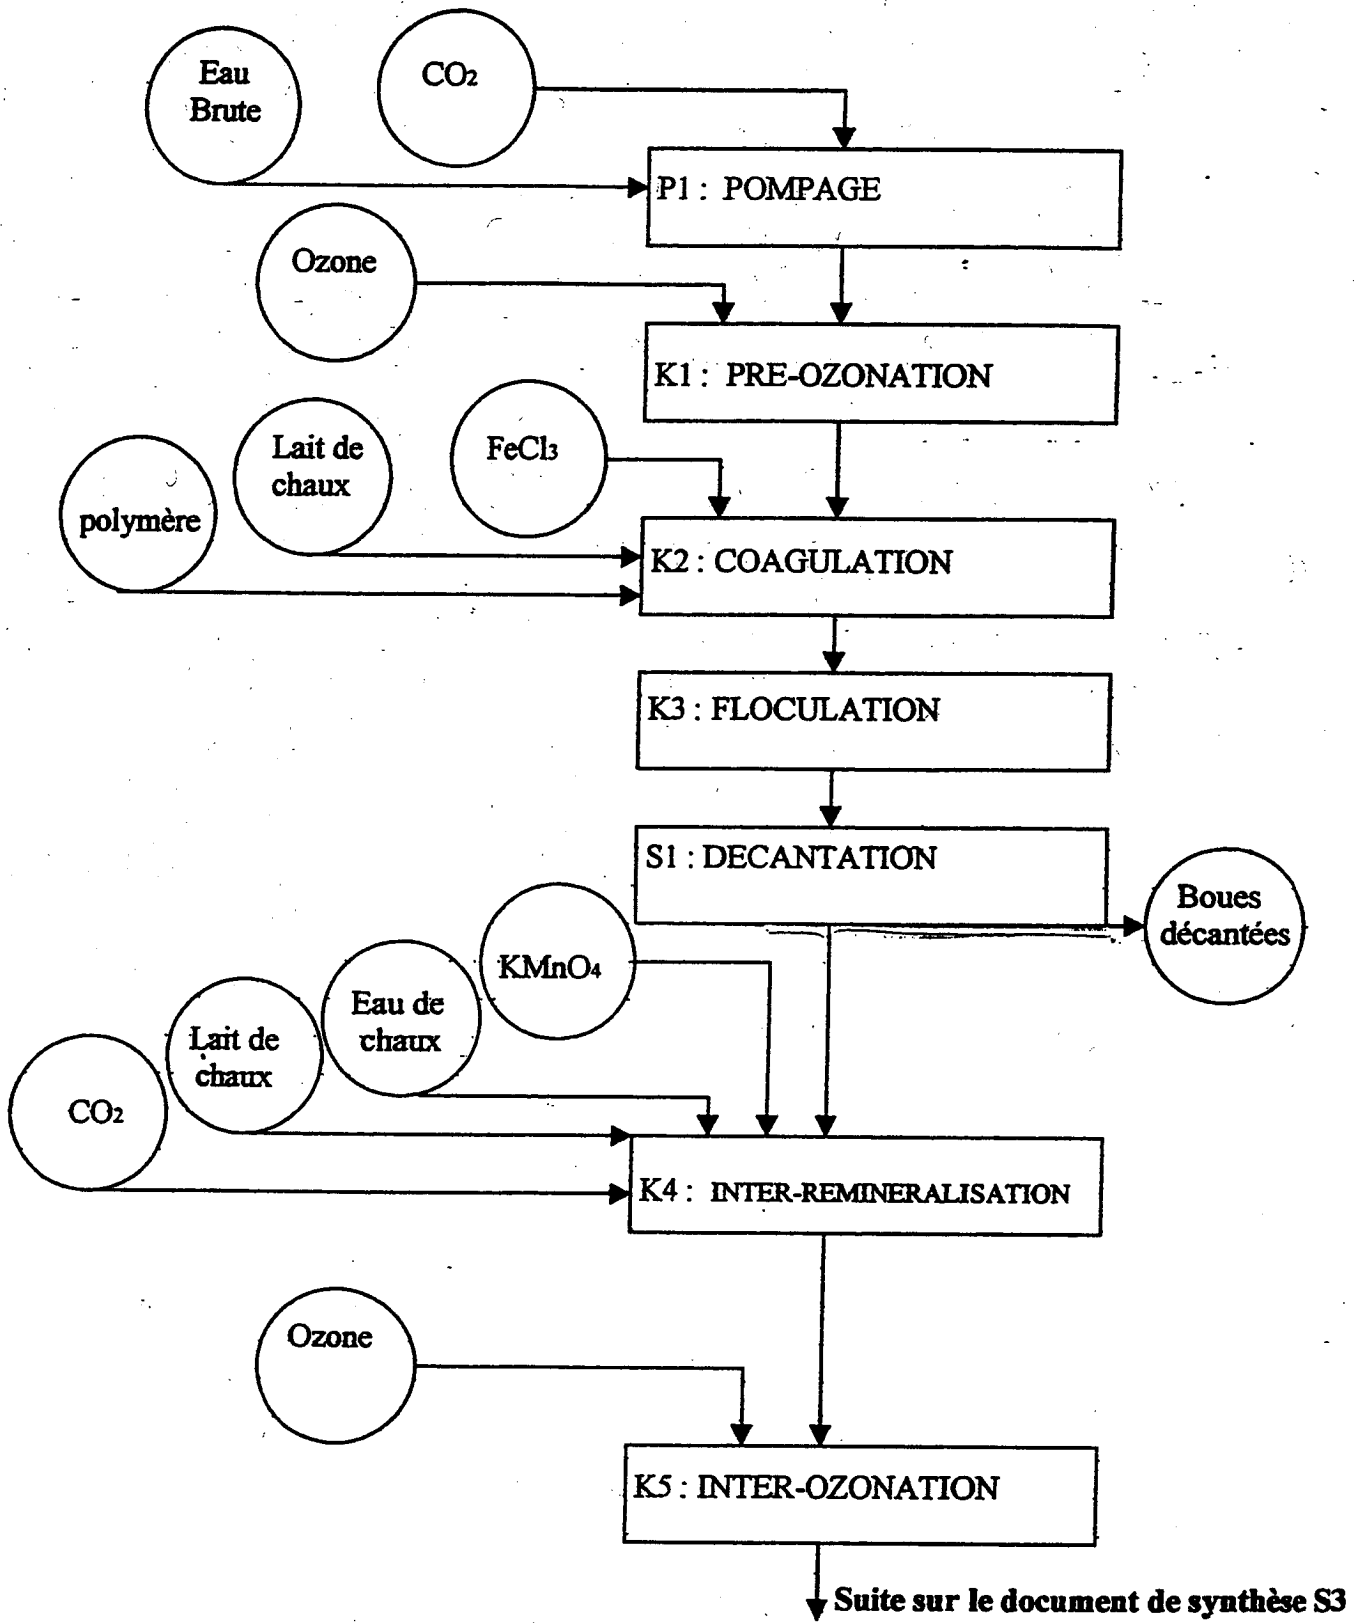 Eau
Brute
CO2
P1 : POMPAGE
Ozone
K1 : PRE-OZONATION
Lait de
chaux
FeCl3
polymère
K2 : COAGULATION
K3 : FLOCULATION
S1 : DECANTATION
Boues
décantées
KMnO4
Eau de
chaux
Lait de
chaux
CO2
K4 : INTER-REMINERALISATION
Ozone
K5 : INTER-OZONATION
Suite sur le document de synthèse S3